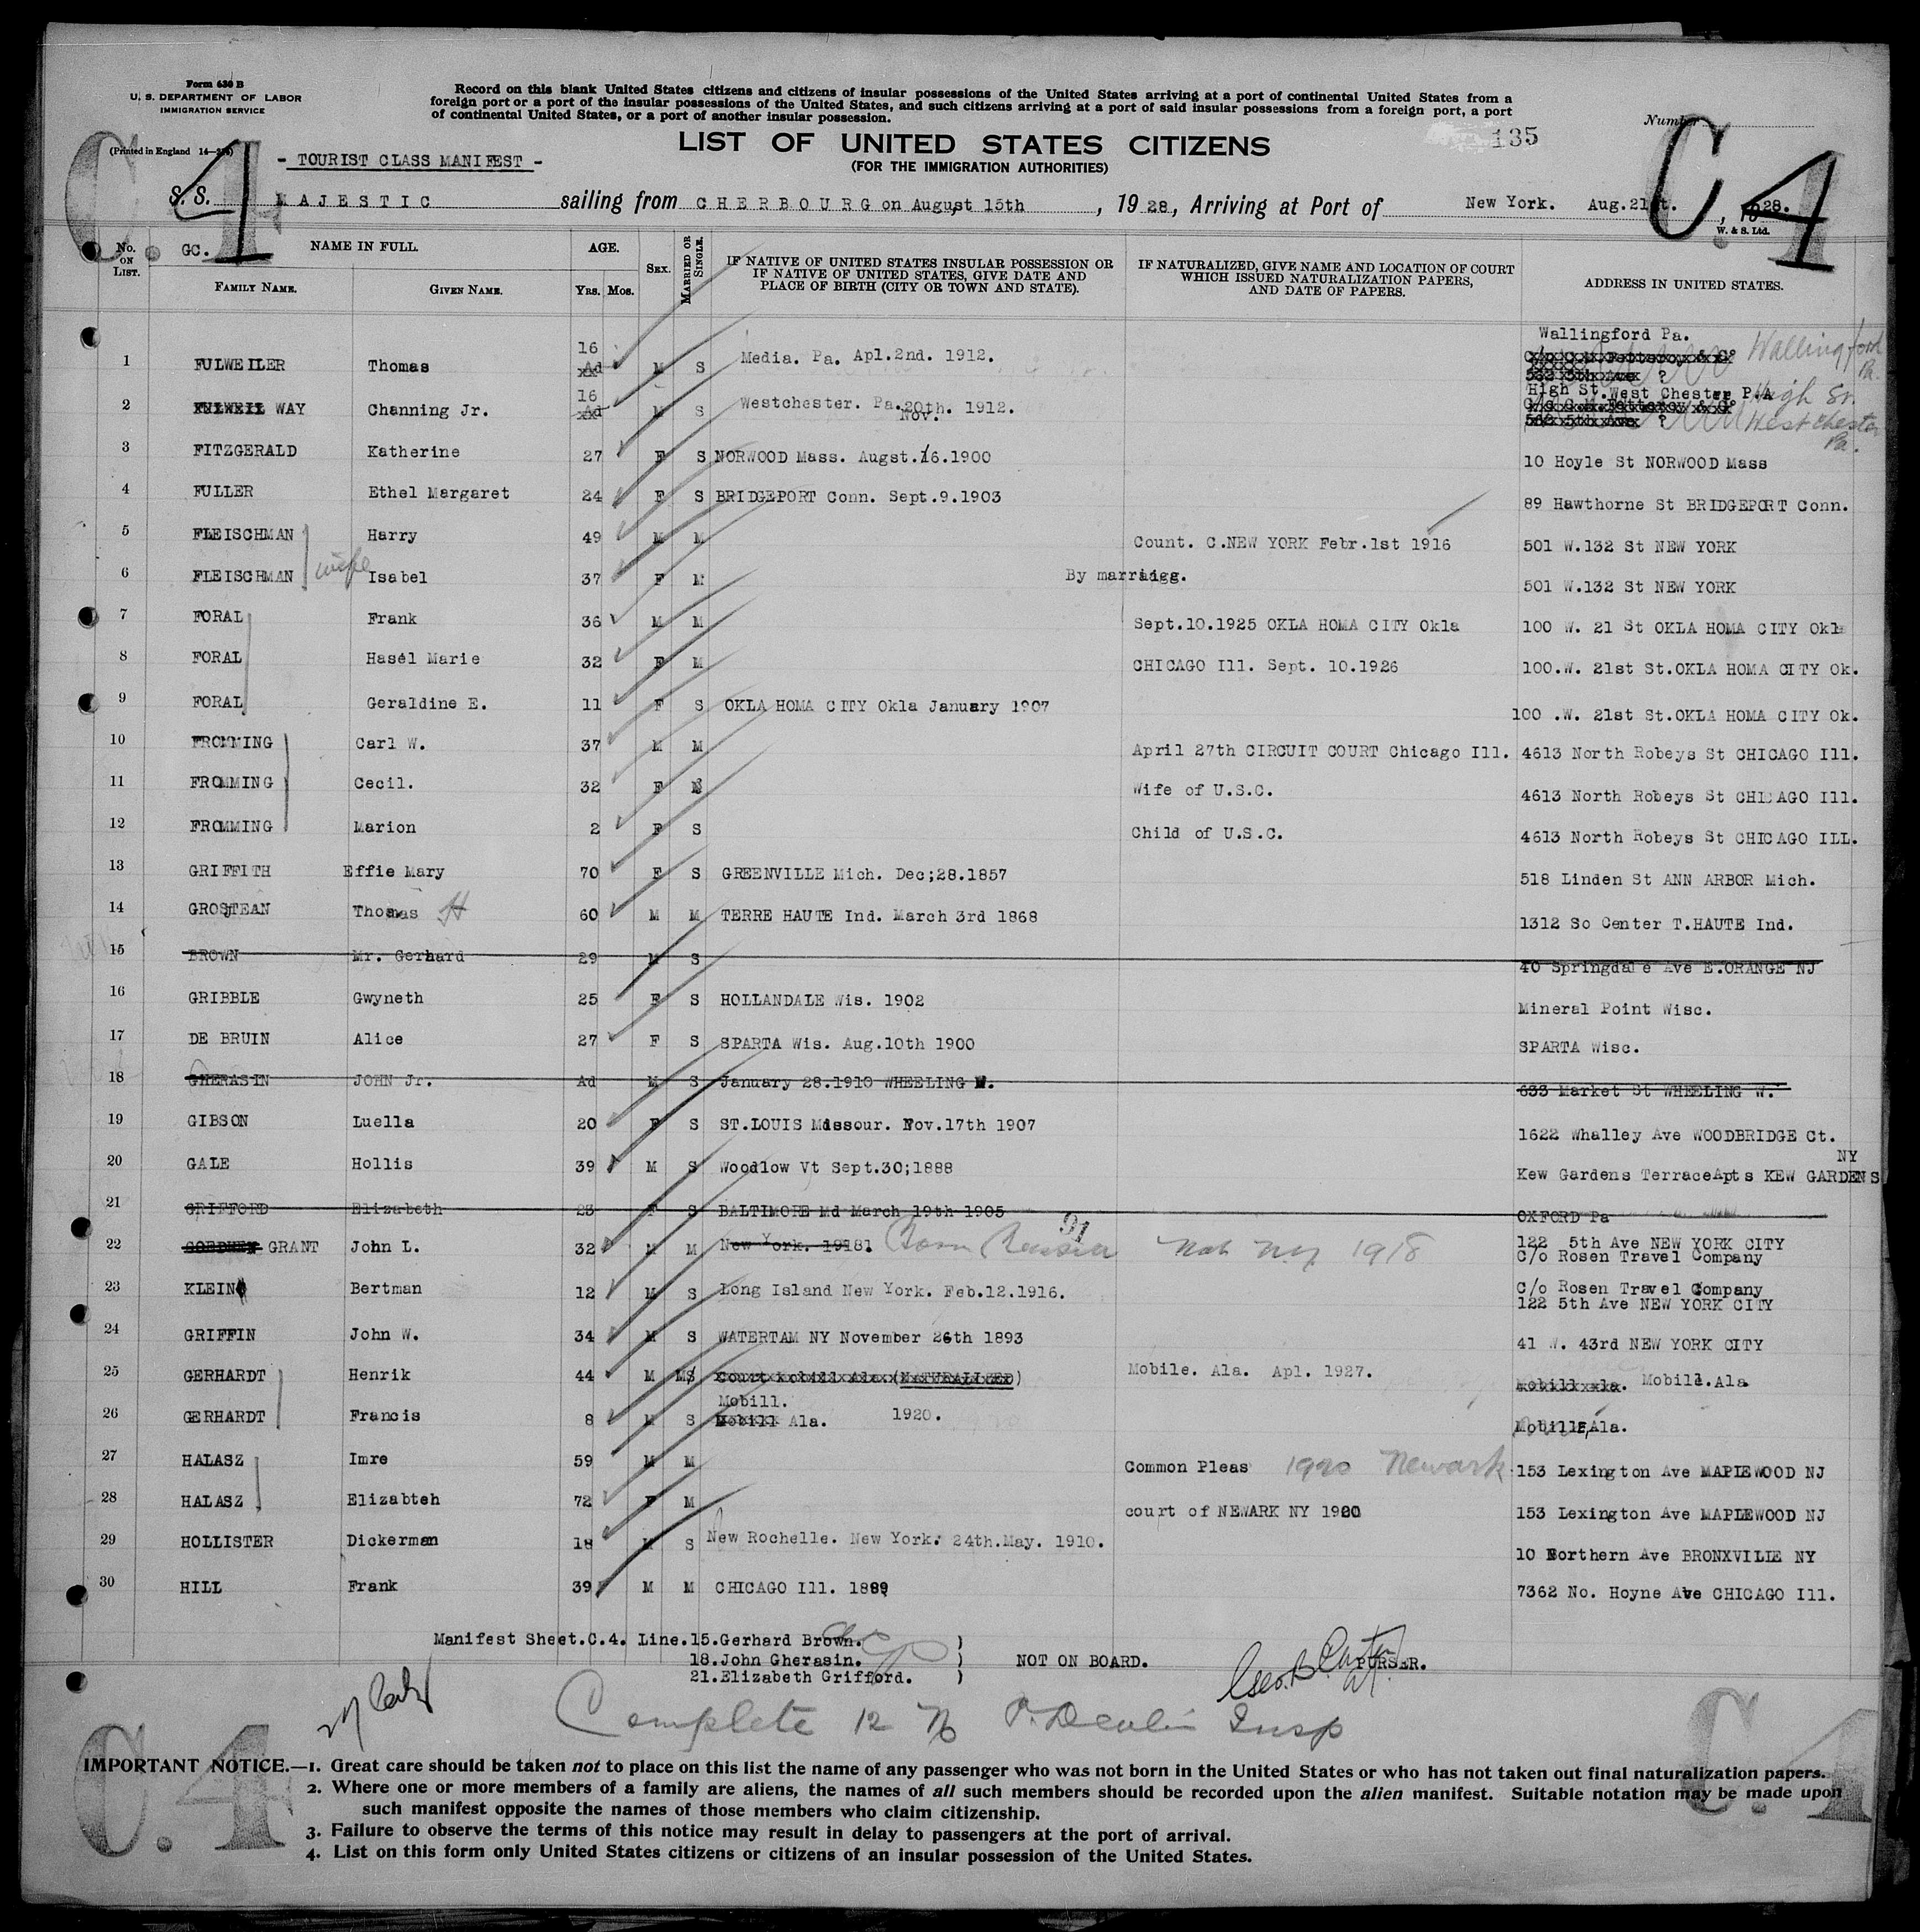 Form 630 B
U. S. DEPARTMENT OF LABOR
IMMIGRATION SERVICE
(Printed in England
Record on this blank United States citizens and citizens of insular possessions of the United States arriving at a port of continental United States from a
foreign port or a port of the insular possessions of the United States, and such citizens arriving at a port of said insular possessions from a foreign port, a port
of continental United States, or a port of another insular possession.
Number
135
C 4
- TOURIST CLASS MANIFEST -
LIST OF UNITED STATES CITIZENS
(FOR THE IMMIGRATION AUTHORITIES)
C. 4
S. S. MAJESTIC sailing from CHERBOURG on August 15th, 1928, Arriving at Port of New York. Aug.21st., 1928.
W. & S. Ltd.
No. ON LIST. GC. NAME IN FULL. FAMILY NAME. GIVEN NAME. AGE. YRS. MOS. SEX. MARRIED OR SINGLE. IF NATIVE OF UNITED STATES INSULAR POSSESSION OR IF NATIVE OF UNITED STATES, GIVE DATE AND PLACE OF BIRTH (CITY OR TOWN AND STATE). IF NATURALIZED, GIVE NAME AND LOCATION OF COURT WHICH ISSUED NATURALIZATION PAPERS, AND DATE OF PAPERS. ADDRESS IN UNITED STATES.
1 FULWEILER Thomas 16 Ad M S Media. Pa. Apl.2nd. 1912. Wallingford Pa. 532 5th Ave ? Wallingford Pa.
2 WAY Channing Jr. 16 Ad M S Westchester. Pa. Nov. 20th. 1912. High St. West Chester P.A 532 5th Ave ? High St. West Chester Pa.
3 FITZGERALD Katherine 27 F S NORWOOD Mass. Augst.16.1900 10 Hoyle St NORWOOD Mass
4 FULLER Ethel Margaret 24 F S BRIDGEPORT Conn. Sept.9.1903 89 Hawthorne St BRIDGEPORT Conn.
5 FLEISCHMAN Harry 49 M M Count. C.NEW YORK Febr.1st 1916 501 W.132 St NEW YORK
6 FLEISCHMAN wife Isabel 37 F M By marriage. 501 W.132 St NEW YORK
7 FORAL Frank 36 M M Sept.10.1925 OKLA HOMA CITY Okla 100 W. 21 St OKLA HOMA CITY Okla
8 FORAL Hasel Marie 32 F M CHICAGO Ill. Sept. 10.1926 100.W. 21st St.OKLA HOMA CITY Ok.
9 FORAL Geraldine E. 11 F S OKLA HOMA CITY Okla January 1907 100 .W. 21st St.OKLA HOMA CITY Ok.
10 FROMMING Carl W. 37 M M April 27th CIRCUIT COURT Chicago Ill. 4613 North Robeys St CHICAGO Ill.
11 FROMMING Cecil. 32 F Wife of U.S.C. 4613 North Robeys St CHICAGO Ill.
12 FROMMING Marion 2 F S Child of U.S.C. 4613 North Robeys St CHICAGO ILL.
13 GRIFFITH Effie Mary 70 F S GREENVILLE Mich. Dec;28.1857 518 Linden St ANN ARBOR Mich.
14 GROSJEAN Thomas H 60 M M TERRE HAUTE Ind. March 3rd 1868 1312 So Center T.HAUTE Ind.
15 BROWN Mr. Gerhard 29 M S 40 Springdale Ave E.ORANGE NJ
16 GRIBBLE Gwyneth 25 F S HOLLANDALE Wis. 1902 Mineral Point Wisc.
17 DE BRUIN Alice 27 F S SPARTA Wis. Aug.10th 1900 SPARTA Wisc.
18 GHERASIN JOHN Jr. Ad M S January 28.1910 WHEELING W. 633 Market St WHEELING W.
19 GIBSON Luella 20 F S ST.LOUIS Missour. Nov.17th 1907 1622 Whalley Ave WOODBRIDGE Ct.
20 GALE Hollis 39 M S Woodlow Vt Sept.30;1888 Kew Gardens Terrace Apts KEW GARDENS NY
21 GRIFFORD Elizabeth 23 F S BALTIMORE Md March 19th 1905 OXFORD Pa
22 GRANT John L. 32 M M New York. Born Russia 91 Nat N.Y. 1918 122 5th Ave NEW YORK CITY C/o Rosen Travel Company
23 KLEIN Bertman 12 M S Long Island New York. Feb.12.1916. C/o Rosen Travel Company 122 5th Ave NEW YORK CITY
24 GRIFFIN John W. 34 M S WATERTAM NY November 26th 1893 41 W. 43rd NEW YORK CITY
25 GERHARDT Henrik 44 M M Court Mobill Ala (NATURALIZED) Mobile. Ala. Apl. 1927. Mobill Ala. Mobile.Ala
26 GERHARDT Francis 8 M S Mobill. Mobill Ala. 1920. Mobill Ala.
27 HALASZ Imre 59 M M Common Pleas 1920 Newark 153 Lexington Ave MAPLEWOOD NJ
28 HALASZ Elizabteh 72 F M court of NEWARK NY 1920 153 Lexington Ave MAPLEWOOD NJ
29 HOLLISTER Dickerman 18 M S New Rochelle. New York. 24th.May. 1910. 10 Northern Ave BRONXVILLE NY
30 HILL Frank 39 M M CHICAGO Ill. 1889 7362 No. Hoyne Ave CHICAGO Ill.
Manifest Sheet.C.4. Line.15.Gerhard Brown. )
18.John Gherasin. ) NOT ON BOARD. PURSER.
21.Elizabeth Grifford. )
Complete 12 Devlin Insp
C. 4 C. 4
IMPORTANT NOTICE.—1. Great care should be taken not to place on this list the name of any passenger who was not born in the United States or who has not taken out final naturalization papers.
2. Where one or more members of a family are aliens, the names of all such members should be recorded upon the alien manifest. Suitable notation may be made upon
such manifest opposite the names of those members who claim citizenship.
3. Failure to observe the terms of this notice may result in delay to passengers at the port of arrival.
4. List on this form only United States citizens or citizens of an insular possession of the United States.